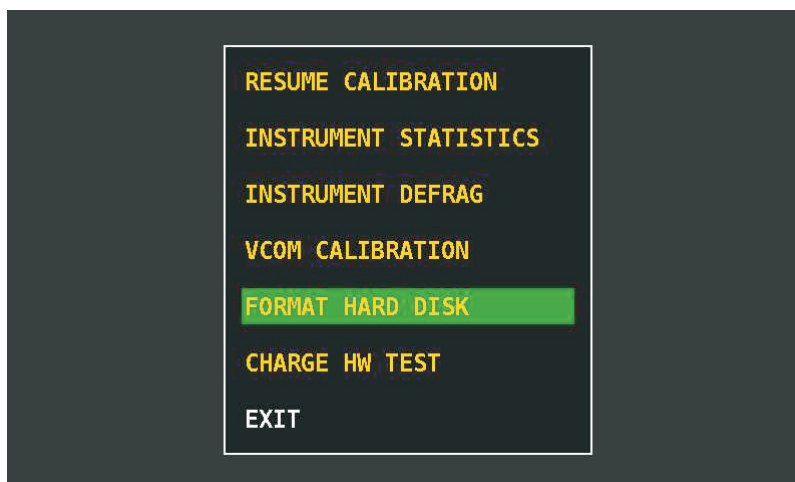 RESUME CALIBRATION
INSTRUMENT STATISTICS
INSTRUMENT DEFRAG
VCOM CALIBRATION
FORMAT HARD DISK
CHARGE HW TEST
EXIT